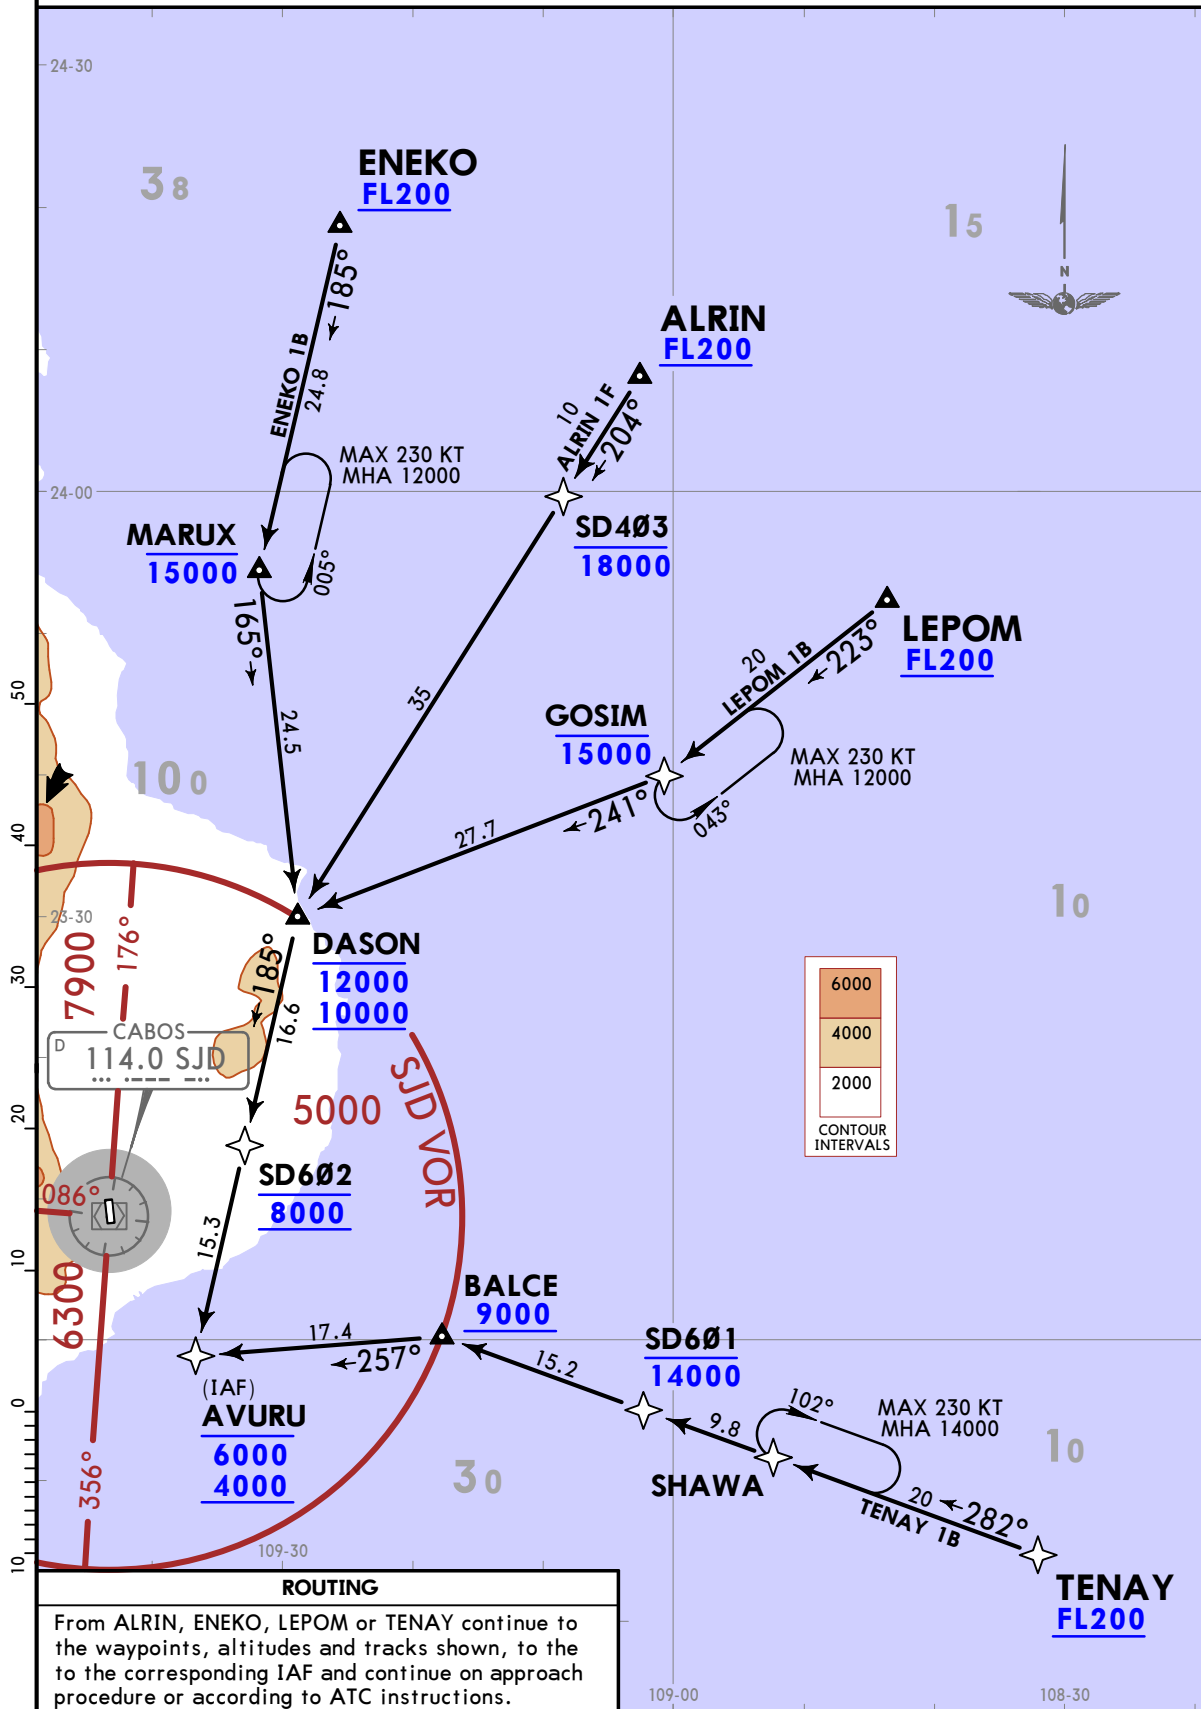 24-30
ENEKO
FL200
38
15
185°
ENEKO 1B
24.8
N
ALRIN
FL200
10
ALRIN 1F
204°
MAX 230 KT
MHA 12000
24-00
MARUX
15000
005°
SD4Ø3
18000
165°
LEPOM
FL200
223°
20
LEPOM 1B
35
24.5
GOSIM
15000
MAX 230 KT
MHA 12000
043°
241°
27.7
100
50
40
30
20
10
0
10
23-30
7900
176°
DASON
12000
10000
185°
16.6
10
6000
4000
2000
CONTOUR
INTERVALS
CABOS
D
114.0 SJD
5000
SJD VOR
SD6Ø2
8000
086°
15.3
6300
356°
BALCE
9000
17.4
257°
SD6Ø1
14000
15.2
9.8
102°
MAX 230 KT
MHA 14000
10
(IAF)
AVURU
6000
4000
30
SHAWA
20
282°
TENAY 1B
109-30
TENAY
FL200
ROUTING
From ALRIN, ENEKO, LEPOM or TENAY continue to
the waypoints, altitudes and tracks shown, to the
to the corresponding IAF and continue on approach
procedure or according to ATC instructions.
109-00
108-30